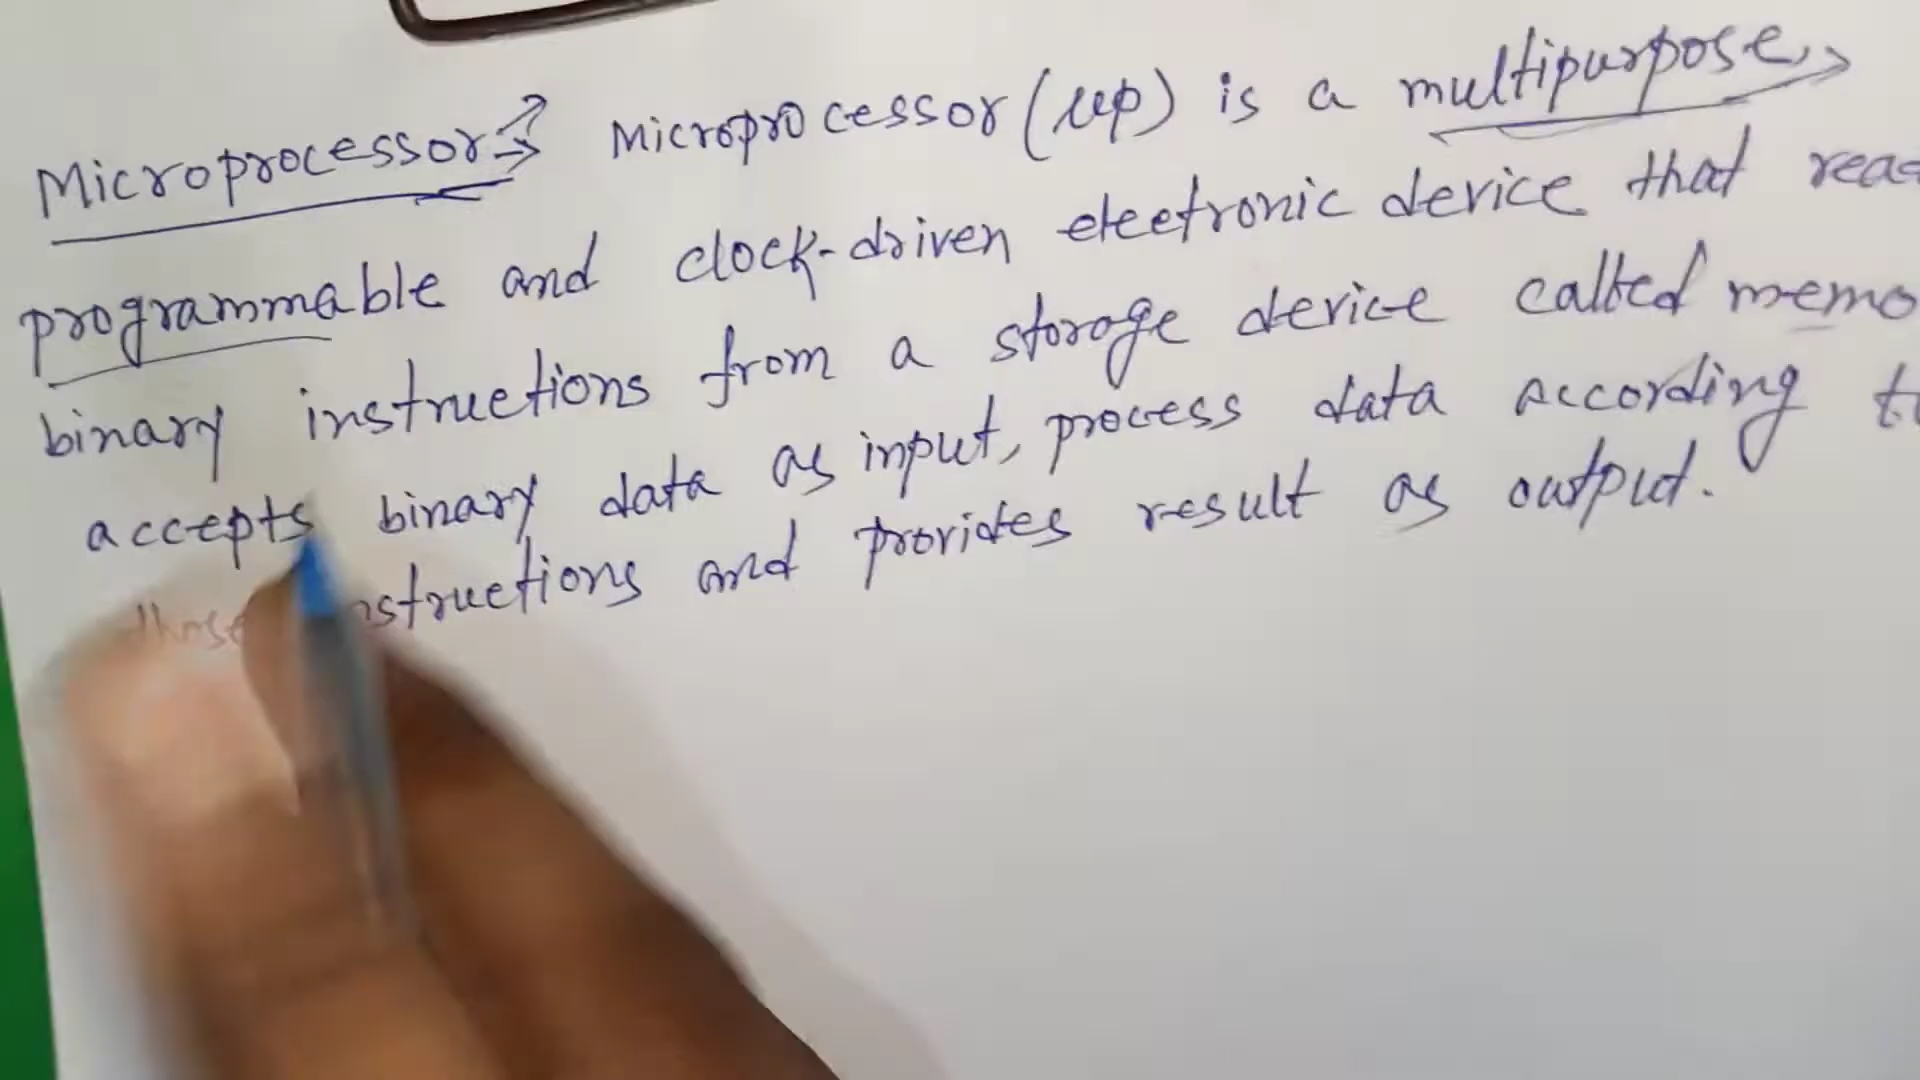 Microprocessor → Microprocessor (μp) is a multipurpose,
programmable and clock-driven electronic device that
binary instructions from a storage device called
accepts binary data as input, process data according
those and provides result as output.